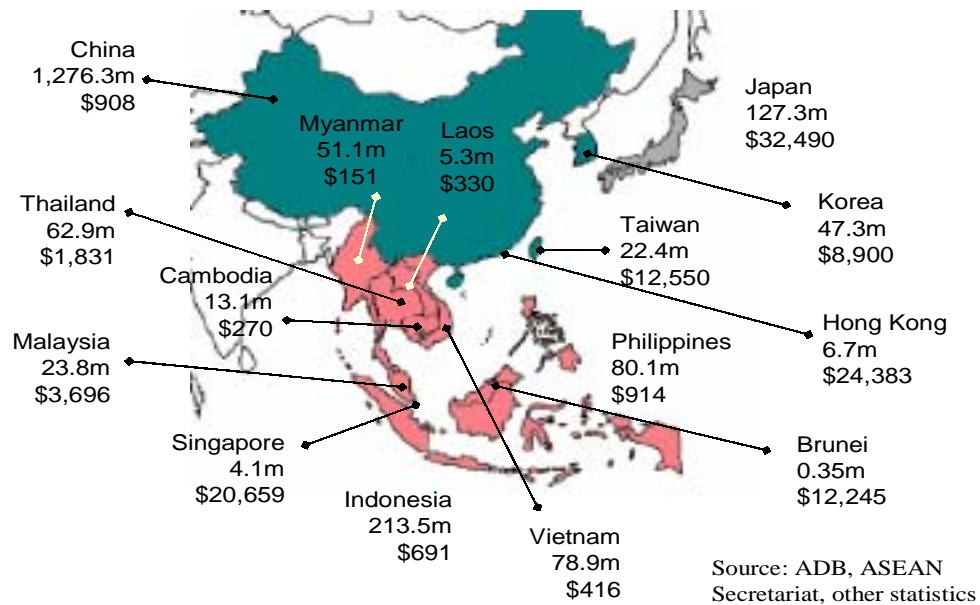 China
1,276.3m
$908
Myanmar
51.1m
$151
Laos
5.3m
$330
Japan
127.3m
$32,490
Thailand
62.9m
$1,831
Korea
47.3m
$8,900
Taiwan
22.4m
$12,550
Cambodia
13.1m
$270
Malaysia
23.8m
$3,696
Philippines
80.1m
$914
Hong Kong
6.7m
$24,383
Singapore
4.1m
$20,659
Brunei
0.35m
$12,245
Indonesia
213.5m
$691
Vietnam
78.9m
$416
Source: ADB, ASEAN
Secretariat, other statistics